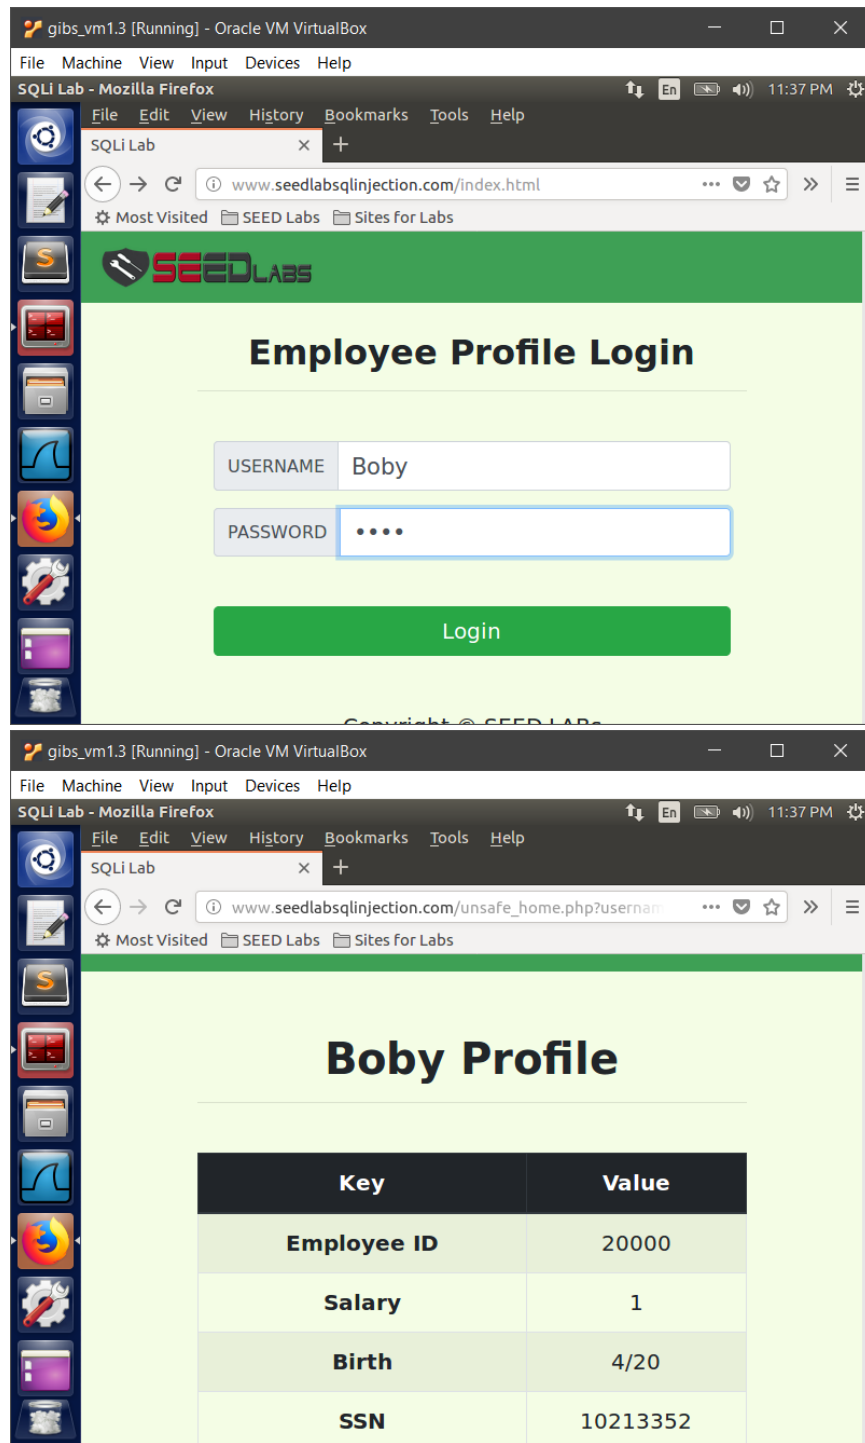 gibs_vm1.3 [Running] - Oracle VM VirtualBox
File Machine View Input Devices Help
SQLi Lab - Mozilla Firefox En 11:37 PM
File Edit View History Bookmarks Tools Help
SQLi Lab
www.seedlabsqlinjection.com/index.html
Most Visited SEED Labs Sites for Labs
SEEDLABS
Employee Profile Login
USERNAME Boby
PASSWORD ••••
Login
Copyright © SEED LABs
gibs_vm1.3 [Running] - Oracle VM VirtualBox
File Machine View Input Devices Help
SQLi Lab - Mozilla Firefox En 11:37 PM
File Edit View History Bookmarks Tools Help
SQLi Lab
www.seedlabsqlinjection.com/unsafe_home.php?usernam
Most Visited SEED Labs Sites for Labs
Boby Profile
Key Value
Employee ID 20000
Salary 1
Birth 4/20
SSN 10213352